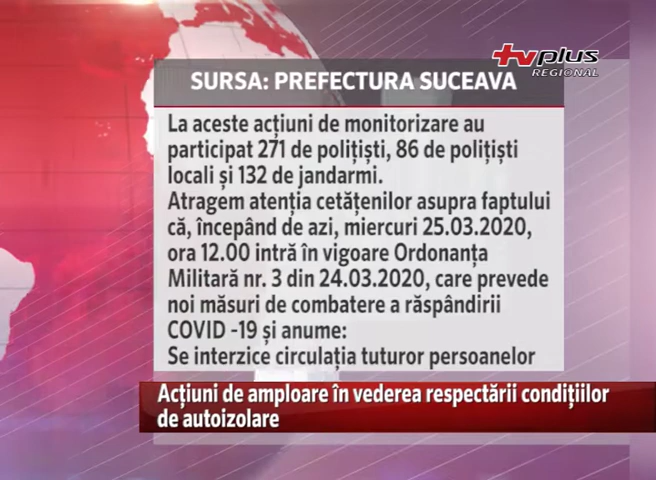 tv plus
REGIONAL
SURSA: PREFECTURA SUCEAVA
La aceste acțiuni de monitorizare au
participat 271 de polițiști, 86 de polițiști
locali și 132 de jandarmi.
Atragem atenția cetățenilor asupra faptului
că, începând de azi, miercuri 25.03.2020,
ora 12.00 intră în vigoare Ordonanța
Militară nr. 3 din 24.03.2020, care prevede
noi măsuri de combatere a răspândirii
COVID -19 și anume:
Se interzice circulația tuturor persoanelor
Acțiuni de amploare în vederea respectării condițiilor
de autoizolare